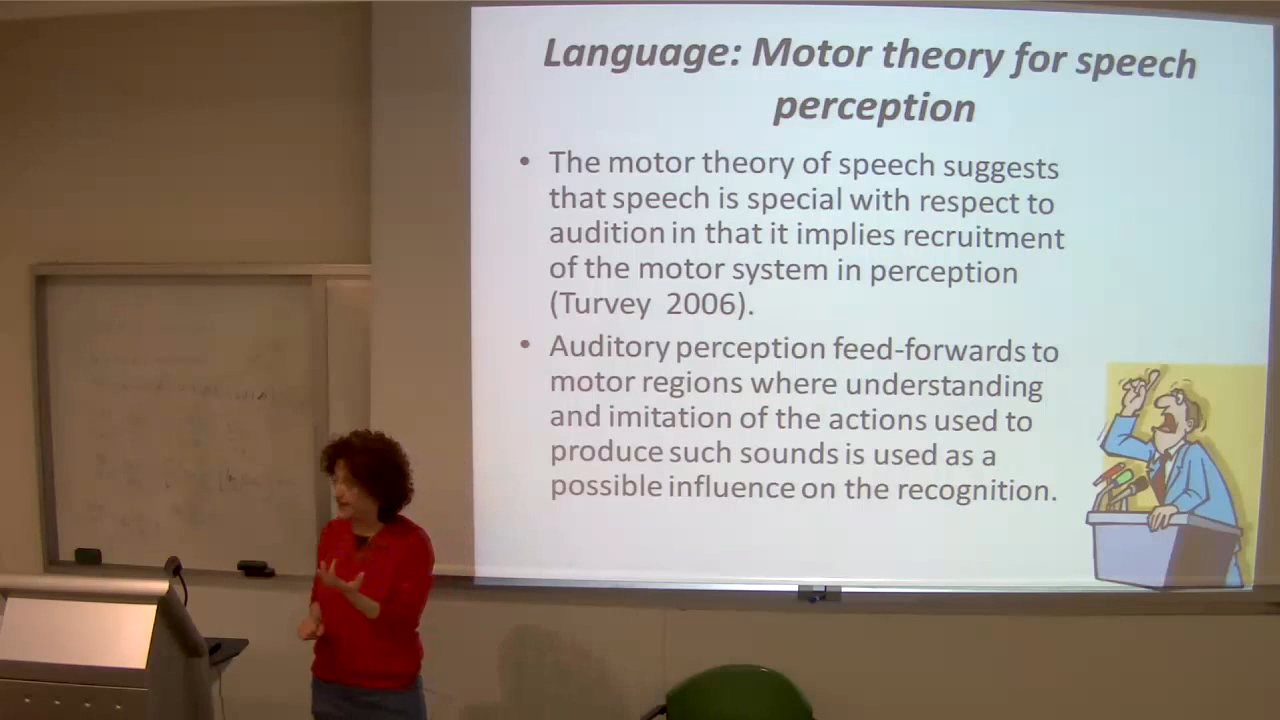 Language: Motor theory for speech
perception
• The motor theory of speech suggests
that speech is special with respect to
audition in that it implies recruitment
of the motor system in perception
(Turvey  2006).
• Auditory perception feed-forwards to
motor regions where understanding
and imitation of the actions used to
produce such sounds is used as a
possible influence on the recognition.